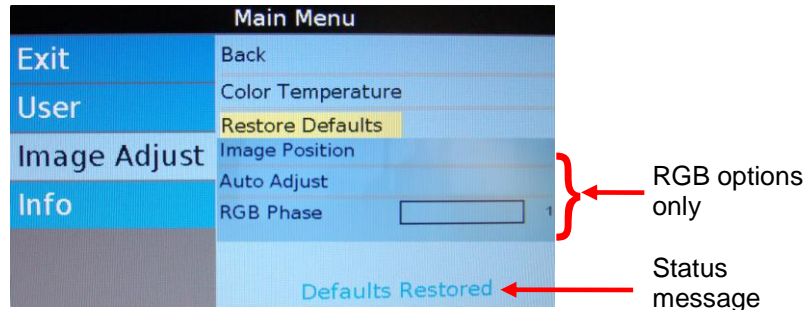 Main Menu
Exit
User
Image Adjust
Info
Back
Color Temperature
Restore Defaults
Image Position
Auto Adjust
RGB Phase 1
Defaults Restored
RGB options
only
Status
message